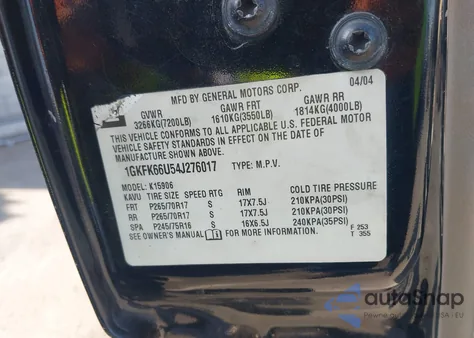 MFD BY GENERAL MOTORS CORP. 04/04
GVWR GAWR FRT GAWR RR
3266KG(7200LB) 1610KG(3550LB) 1814KG(4000LB)
THIS VEHICLE CONFORMS TO ALL APPLICABLE U.S. FEDERAL MOTOR
VEHICLE SAFETY STANDARDS IN EFFECT ON THE DATE OF
MANUFACTURE SHOWN ABOVE.
1GKFK66U54J276017 TYPE: M.P.V.
MODEL: K15906
KAVU TIRE SIZE SPEED RTG RIM COLD TIRE PRESSURE
FRT P265/70R17 S 17X7.5J 210KPA(30PSI)
RR P265/70R17 S 17X7.5J 210KPA(30PSI)
SPA P245/75R16 S 16X6.5J 240KPA(35PSI)
SEE OWNER'S MANUAL FOR MORE INFORMATION. F 253
T 355
autoSnap
USA - EU